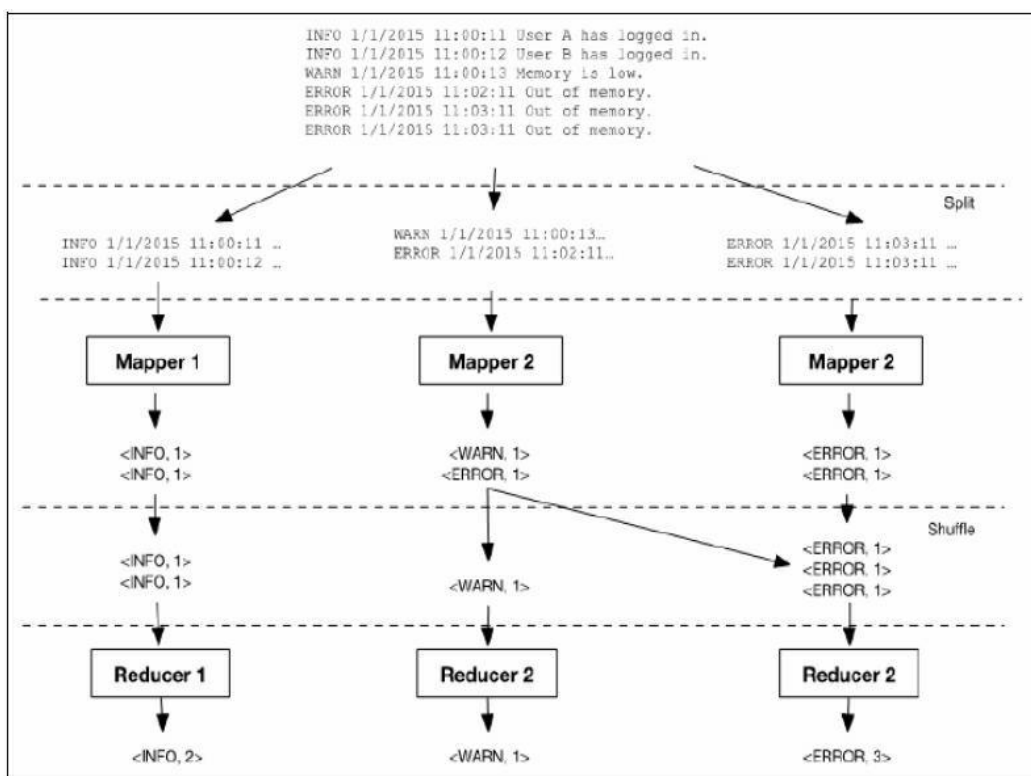 INFO 1/1/2015 11:00:11 User A has logged in.
INFO 1/1/2015 11:00:12 User B has logged in.
WARN 1/1/2015 11:00:13 Memory is low.
ERROR 1/1/2015 11:02:11 Out of memory.
ERROR 1/1/2015 11:03:11 Out of memory.
ERROR 1/1/2015 11:03:11 Out of memory.
Split
INFO 1/1/2015 11:00:11 …
INFO 1/1/2015 11:00:12 …
WARN 1/1/2015 11:00:13…
ERROR 1/1/2015 11:02:11…
ERROR 1/1/2015 11:03:11 …
ERROR 1/1/2015 11:03:11 …
Mapper 1
Mapper 2
Mapper 2
<INFO, 1>
<INFO, 1>
<WARN, 1>
<ERROR, 1>
<ERROR, 1>
<ERROR, 1>
Shuffle
<INFO, 1>
<INFO, 1>
<WARN, 1>
<ERROR, 1>
<ERROR, 1>
<ERROR, 1>
Reducer 1
Reducer 2
Reducer 2
<INFO, 2>
<WARN, 1>
<ERROR, 3>